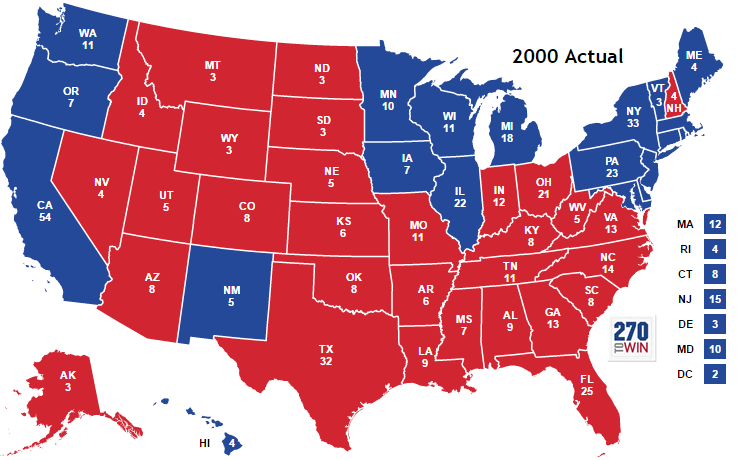 2000 Actual
WA
11
OR
7
CA
54
NV
4
ID
4
MT
3
WY
3
UT
5
AZ
8
CO
8
NM
5
ND
3
SD
3
NE
5
KS
6
OK
8
TX
32
MN
10
IA
7
MO
11
AR
6
LA
9
WI
11
IL
22
MI
18
IN
12
OH
21
KY
8
TN
11
MS
7
AL
9
GA
13
FL
25
SC
8
NC
14
VA
13
WV
5
PA
23
NY
33
VT
3
4
NH
ME
4
MA 12
RI 4
CT 8
NJ 15
DE 3
MD 10
DC 2
270
TO WIN
AK
3
HI 4